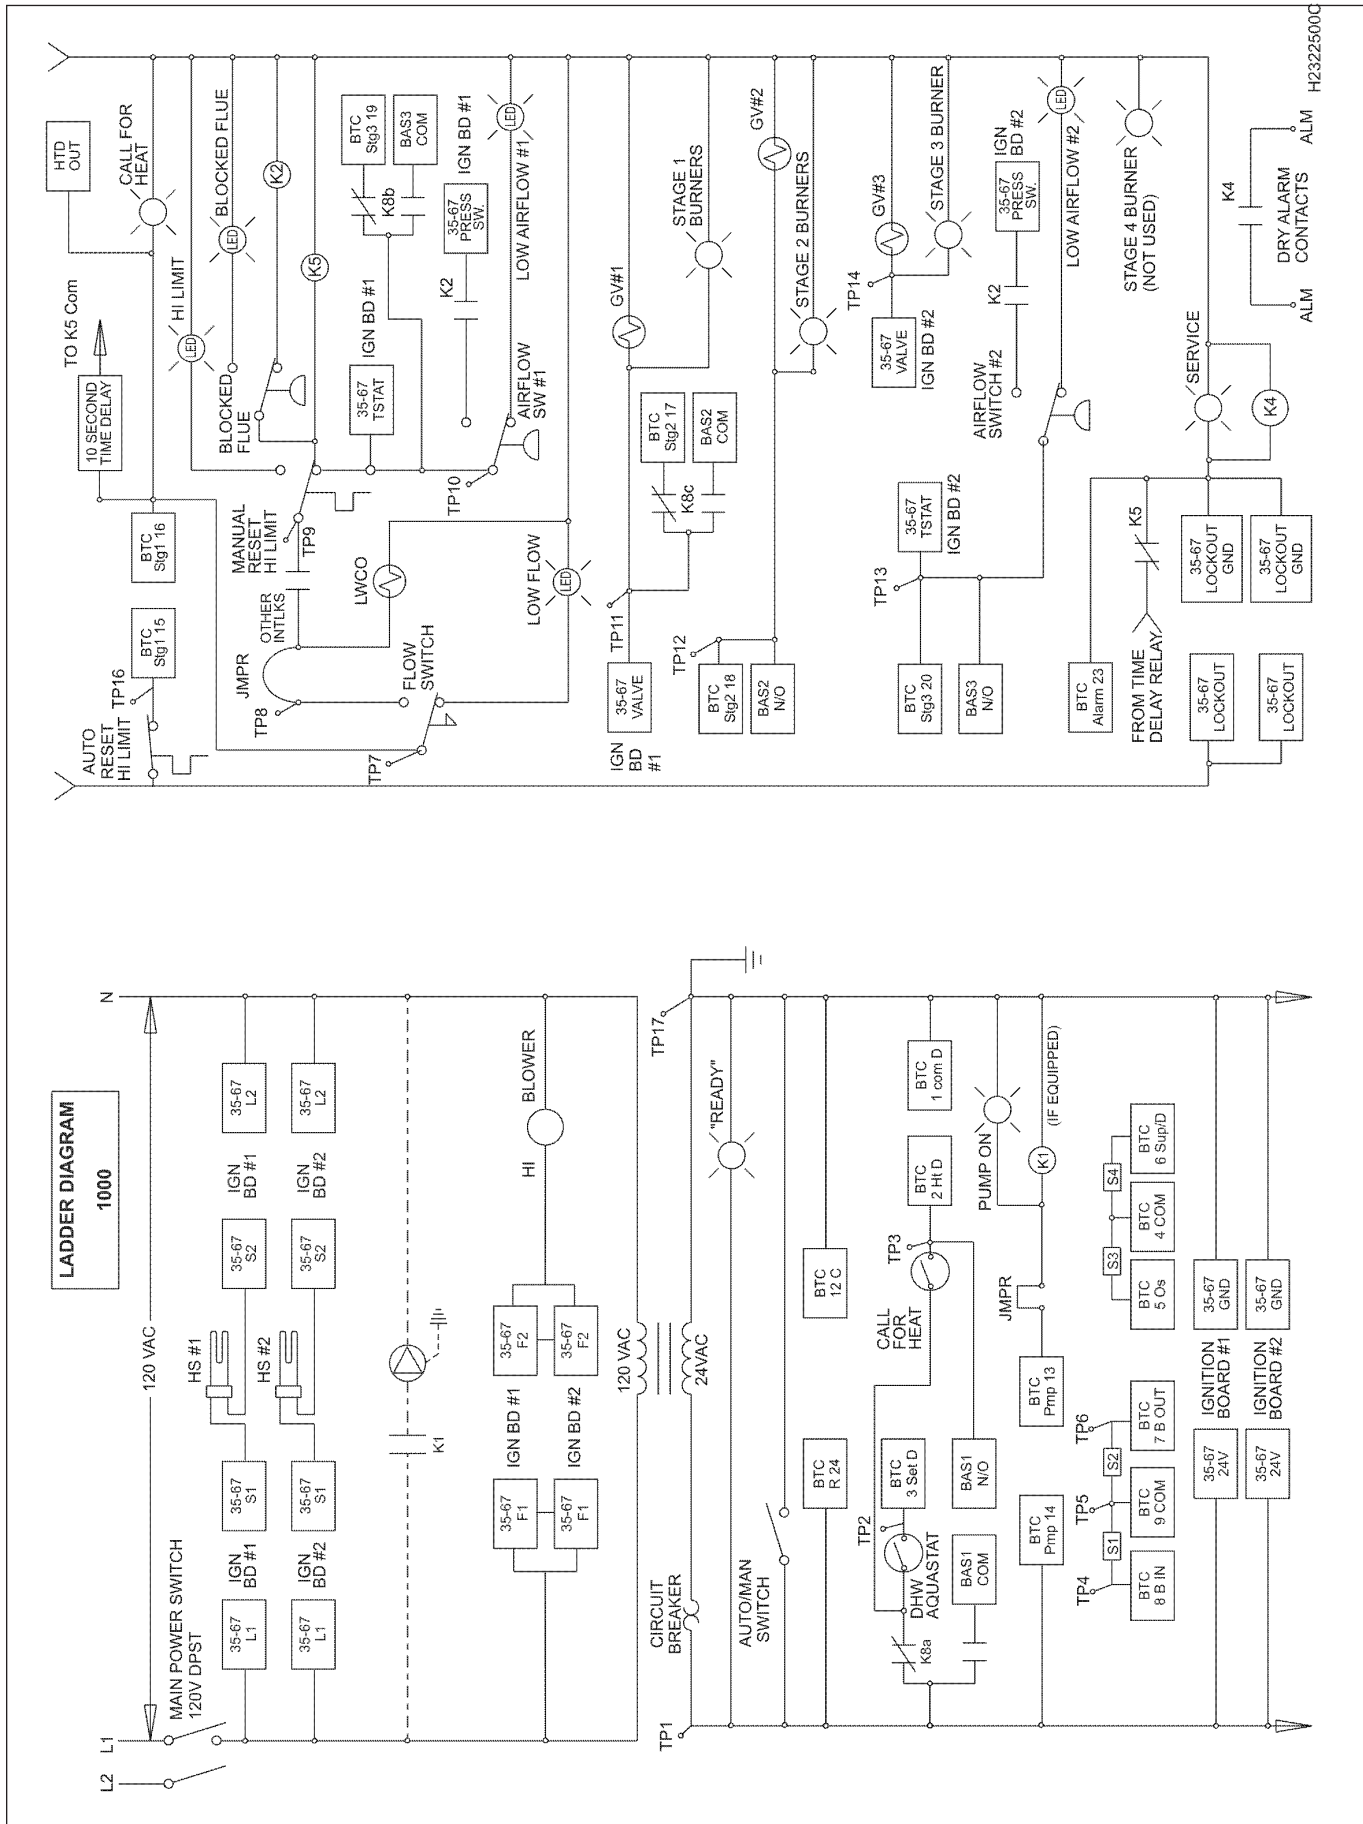 LADDER DIAGRAM
1000
L2
L1
120 VAC
N
MAIN POWER SWITCH
120V DPST
HS #1
35-67
L1
IGN
BD #1
35-67
S1
35-67
S2
IGN
BD #1
35-67
L2
HS #2
35-67
L1
IGN
BD #2
35-67
S1
35-67
S2
IGN
BD #2
35-67
L2
K1
35-67
F1
IGN BD #1
35-67
F2
HI
BLOWER
35-67
F1
IGN BD #2
35-67
F2
120 VAC
TP1
CIRCUIT
BREAKER
24VAC
TP17
"READY"
AUTO/MAN
SWITCH
BTC
R 24
BTC
12 C
K8a
DHW
AQUASTAT
TP2
BTC
3 Set D
CALL
FOR
HEAT
TP3
BTC
2 Ht D
BTC
1 com D
BAS1
COM
BAS1
N/O
PUMP ON
BTC
Pmp 14
BTC
Pmp 13
JMPR
K1
(IF EQUIPPED)
TP4
TP5
TP6
S1
S2
S3
S4
BTC
8 B IN
BTC
9 COM
BTC
7 B OUT
BTC
5 Os
BTC
4 COM
BTC
6 Sup/D
35-67
24V
IGNITION
BOARD #1
35-67
GND
35-67
24V
IGNITION
BOARD #2
35-67
GND
10 SECOND
TIME DELAY
TO K5 Com
HTD
OUT
AUTO
RESET
HI LIMIT
TP16
BTC
Stg1 15
BTC
Stg1 16
CALL FOR
HEAT
HI LIMIT
LED
BLOCKED
FLUE
BLOCKED FLUE
LED
K2
MANUAL
RESET
HI LIMIT
TP9
K5
TP8
JMPR
OTHER
INTLKS
LWCO
35-67
TSTAT
IGN BD #1
K8b
BTC
Stg3 19
BAS3
COM
TP7
FLOW
SWITCH
TP10
AIRFLOW
SW #1
K2
35-67
PRESS
SW.
IGN BD #1
LOW AIRFLOW #1
LED
LOW FLOW
LED
IGN
BD
#1
35-67
VALVE
TP11
GV#1
K8c
BTC
Stg2 17
BAS2
COM
STAGE 1
BURNERS
TP12
BTC
Stg2 18
BAS2
N/O
GV#2
STAGE 2 BURNERS
35-67
VALVE
IGN BD #2
TP14
GV#3
STAGE 3 BURNER
TP13
BTC
Stg3 20
35-67
TSTAT
IGN BD #2
BAS3
N/O
AIRFLOW
SWITCH #2
K2
35-67
PRESS
SW.
IGN
BD #2
LOW AIRFLOW #2
LED
STAGE 4 BURNER
(NOT USED)
BTC
Alarm 23
FROM TIME
DELAY RELAY
K5
SERVICE
K4
35-67
LOCKOUT
35-67
LOCKOUT
GND
35-67
LOCKOUT
35-67
LOCKOUT
GND
K4
ALM
DRY ALARM
CONTACTS
ALM
H2322500C